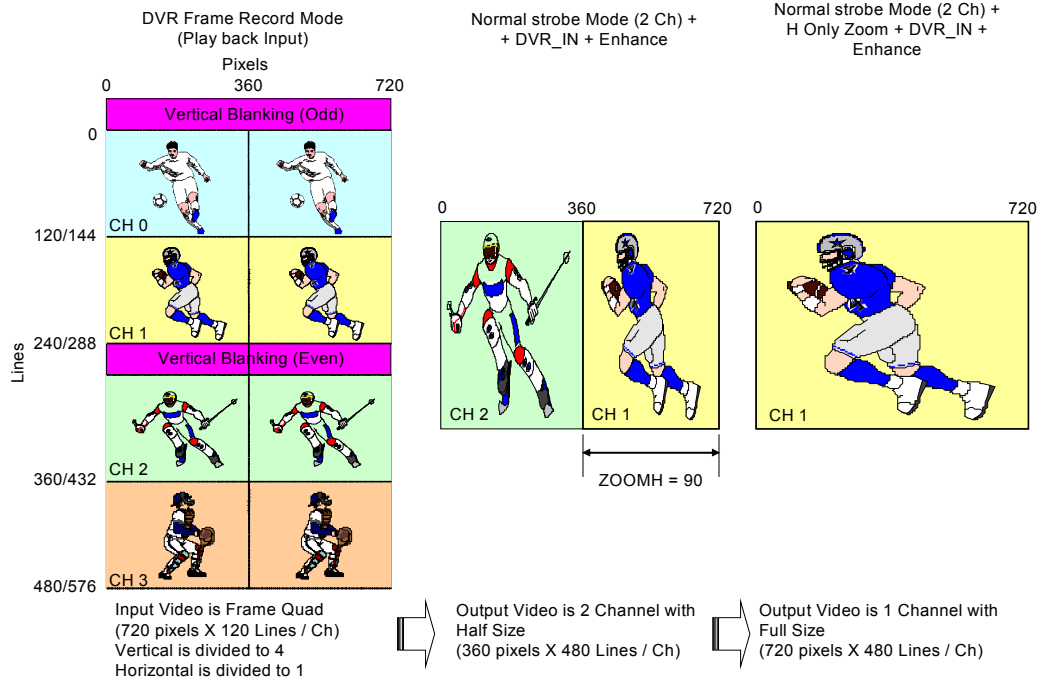 DVR Frame Record Mode
(Play back Input)
Pixels
0 360 720
Vertical Blanking (Odd)
Lines
0
CH 0
120/144
CH 1
240/288
Vertical Blanking (Even)
CH 2
360/432
CH 3
480/576
Input Video is Frame Quad
(720 pixels X 120 Lines / Ch)
Vertical is divided to 4
Horizontal is divided to 1
Normal strobe Mode (2 Ch) +
+ DVR_IN + Enhance
0 360 720
CH 2
CH 1
ZOOMH = 90
Output Video is 2 Channel with
Half Size
(360 pixels X 480 Lines / Ch)
Normal strobe Mode (2 Ch) +
H Only Zoom + DVR_IN +
Enhance
0 720
CH 1
Output Video is 1 Channel with
Full Size
(720 pixels X 480 Lines / Ch)